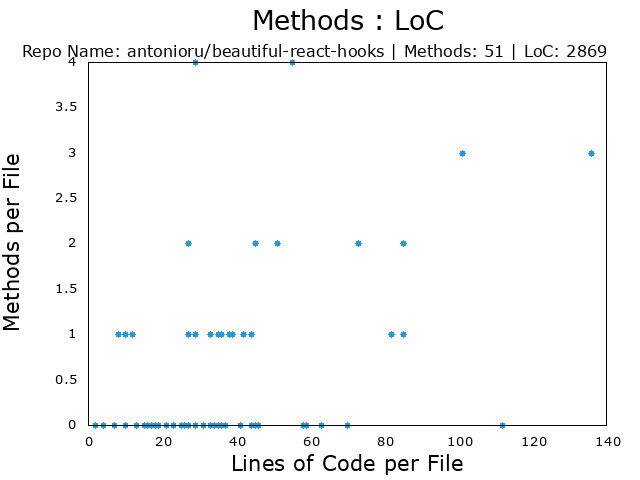 Methods : LoC
Repo Name: antonioru/beautiful-react-hooks | Methods: 51 | LoC: 2869
4
3.5
3
2.5
2
1.5
1
0.5
0
Methods per File
0 20 40 60 80 100 120 140
Lines of Code per File